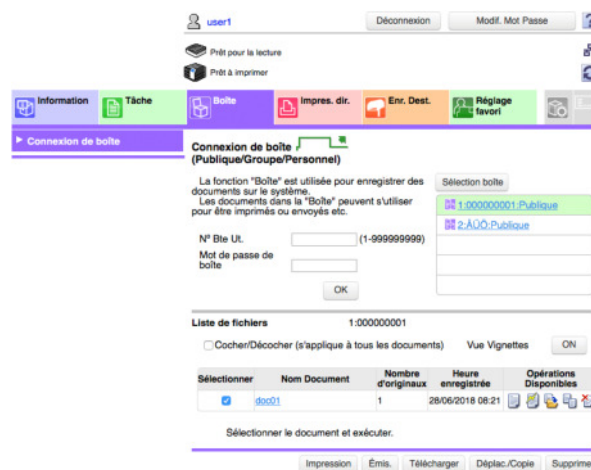 user1
Déconnexion
Modif. Mot Passe
?
Prêt pour la lecture
Prêt à imprimer
Information
Tâche
Boîte
Impres. dir.
Enr. Dest.
Réglage
favori
Connexion de boîte
Connexion de boîte
(Publique/Groupe/Personnel)
La fonction "Boîte" est utilisée pour enregistrer des
documents sur le système.
Les documents dans la "Boîte" peuvent s'utiliser
pour être imprimés ou envoyés etc.
Sélection boîte
1:000000001:Publique
2:ÂÛÖ:Publique
Nº Bte Ut.
(1-999999999)
Mot de passe de
boîte
OK
Liste de fichiers
1:000000001
Cocher/Décocher (s'applique à tous les documents)
Vue Vignettes
ON
Sélectionner
Nom Document
Nombre
d'originaux
Heure
enregistrée
Opérations
Disponibles
doc01
1
28/06/2018 08:21
Sélectionner le document et exécuter.
Impression
Émis.
Télécharger
Déplac./Copie
Supprime